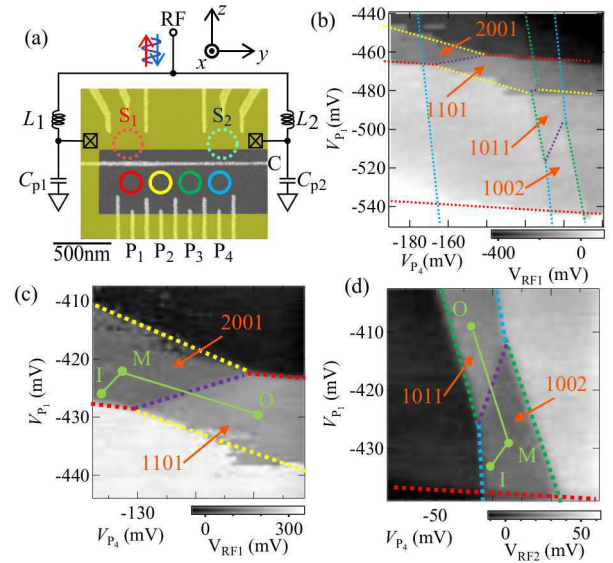 (a)
RF
z
y
x
L1
L2
S1
S2
C
Cp1
Cp2
500nm
P1 P2 P3 P4
(b)
-440
-460
-480
-500
-520
-540
VP1 (mV)
2001
1101
1011
1002
-180 -160
VP4(mV)
-400 0
VRF1 (mV)
(c)
-410
-420
-430
-440
VP1 (mV)
2001
I
M
O
1101
-130
VP4 (mV)
0 300
VRF1 (mV)
(d)
-410
-420
-430
VP1 (mV)
O
1011
1002
M
I
-50
VP4 (mV)
0 50
VRF2 (mV)